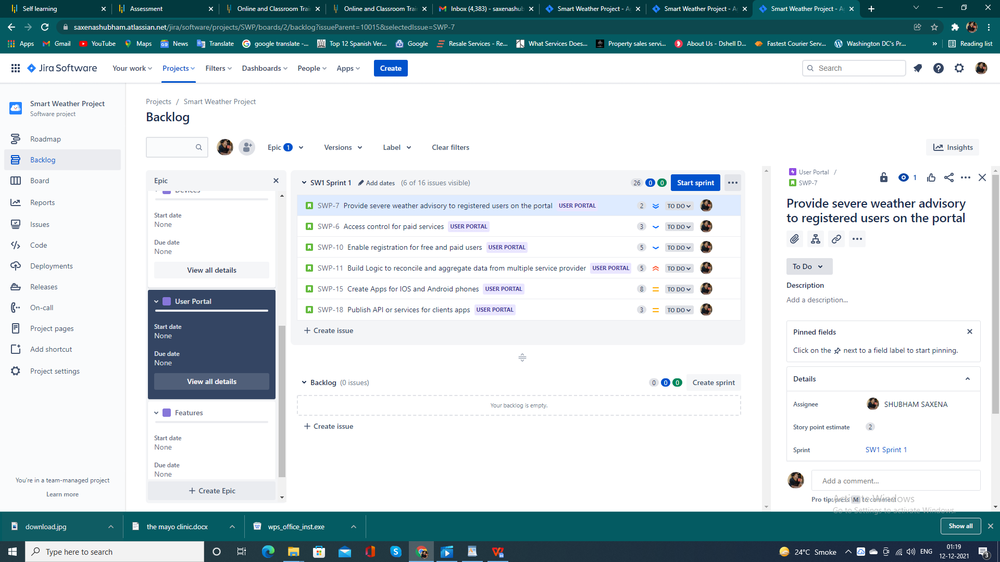 Self learning
Assessment
Online and Classroom Trai
Online and Classroom Trai
Inbox (4,383) - saxenashub
Smart Weather Project - A
Smart Weather Project - A
Smart Weather Project - A
saxenashubham.atlassian.net/jira/software/projects/SWP/boards/2/backlog?issueParent=10015&selectedIssue=SWP-7
Apps
Gmail
YouTube
Maps
News
Translate
google translate -...
Top 12 Spanish Ver...
Google
Resale Services - Re...
What Services Does...
Property sales servi...
About Us - Dshell D...
Fastest Courier Serv...
Washington DC's Pr...
»
Reading list
Jira Software
Your work
Projects
Filters
Dashboards
People
Apps
Create
Search
Smart Weather Project
Software project
Roadmap
Backlog
Board
Reports
Issues
Code
Deployments
Releases
On-call
Project pages
Add shortcut
Project settings
You're in a team-managed project
Learn more
Projects / Smart Weather Project
Backlog
Epic 1
Versions
Label
Clear filters
Insights
Epic
Devices
Start date
None
Due date
None
View all details
User Portal
Start date
None
Due date
None
View all details
Features
Start date
None
Due date
None
+ Create Epic
SW1 Sprint 1 Add dates (6 of 16 issues visible) 26 0 0 Start sprint
SWP-7 Provide severe weather advisory to registered users on the portal USER PORTAL 2 TO DO
SWP-6 Access control for paid services USER PORTAL 3 TO DO
SWP-10 Enable registration for free and paid users USER PORTAL 5 TO DO
SWP-11 Build Logic to reconcile and aggregate data from multiple service provider USER PORTAL 5 TO DO
SWP-15 Create Apps for IOS and Android phones USER PORTAL 8 TO DO
SWP-18 Publish API or services for clients apps USER PORTAL 3 TO DO
+ Create issue
Backlog (0 issues) 0 0 0 Create sprint
Your backlog is empty.
+ Create issue
User Portal /
SWP-7
1
Provide severe weather advisory
to registered users on the portal
To Do
Description
Add a description...
Pinned fields
Click on the next to a field label to start pinning.
Details
Assignee SHUBHAM SAXENA
Story point estimate 2
Sprint SW1 Sprint 1
Add a comment...
Pro tip: press M to comment
Activate Windows
Go to Settings to activate Windows.
download.jpg
the mayo clinic.docx
wps_office_inst.exe
Show all
Type here to search
24°C Smoke
ENG
01:19
12-12-2021
3